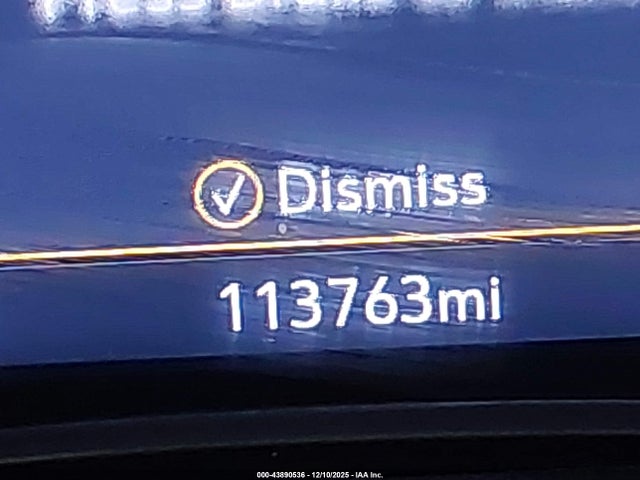 Dismiss
113763mi
000-43890536 - 12/10/2025 - IAA Inc.